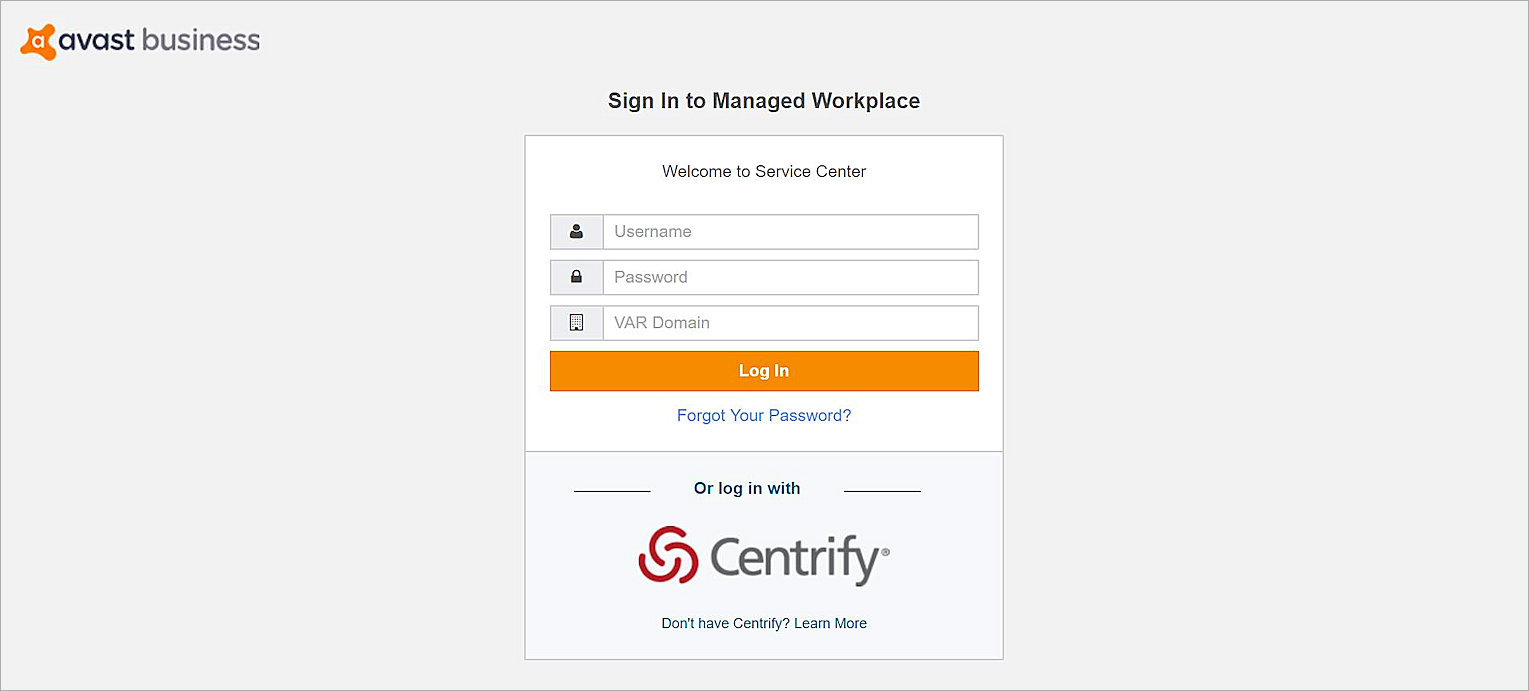 avast business
Sign In to Managed Workplace
Welcome to Service Center
Username
Password
VAR Domain
Log In
Forgot Your Password?
Or log in with
Centrify®
Don't have Centrify? Learn More